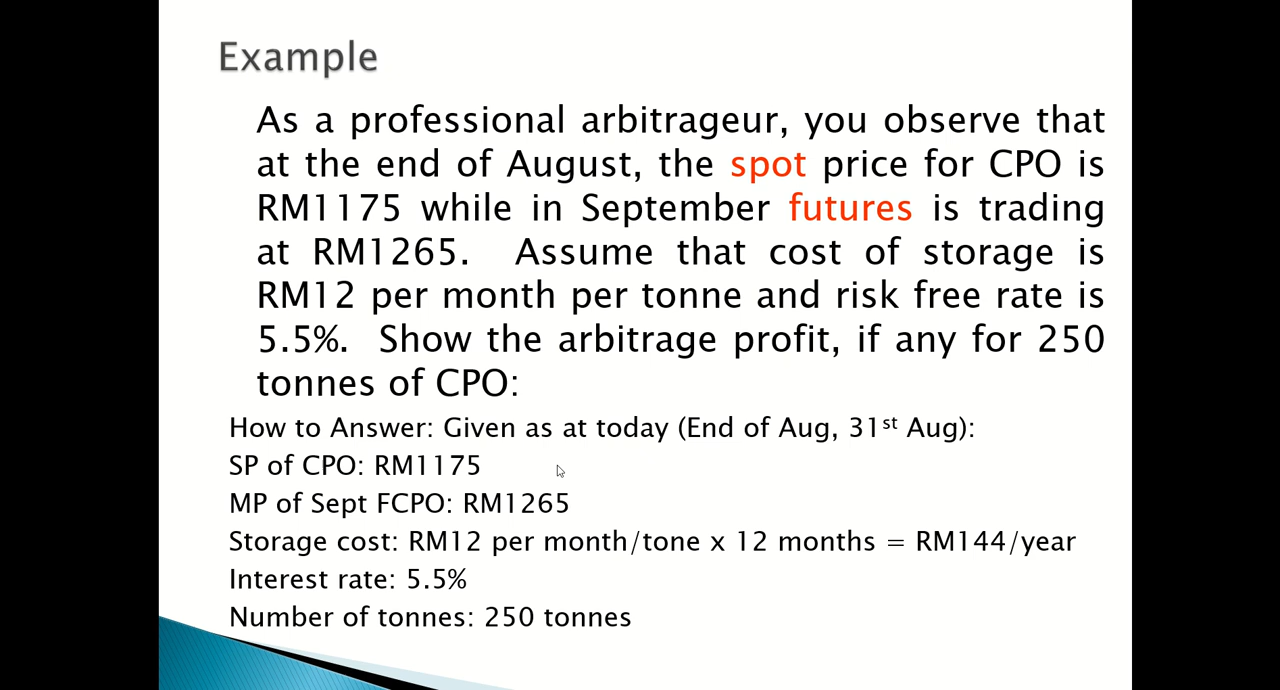 Example
As a professional arbitrageur, you observe that
at the end of August, the spot price for CPO is
RM1175 while in September futures is trading
at RM1265. Assume that cost of storage is
RM12 per month per tonne and risk free rate is
5.5%. Show the arbitrage profit, if any for 250
tonnes of CPO:
How to Answer: Given as at today (End of Aug, 31st Aug):
SP of CPO: RM1175
MP of Sept FCPO: RM1265
Storage cost: RM12 per month/tone x 12 months = RM144/year
Interest rate: 5.5%
Number of tonnes: 250 tonnes